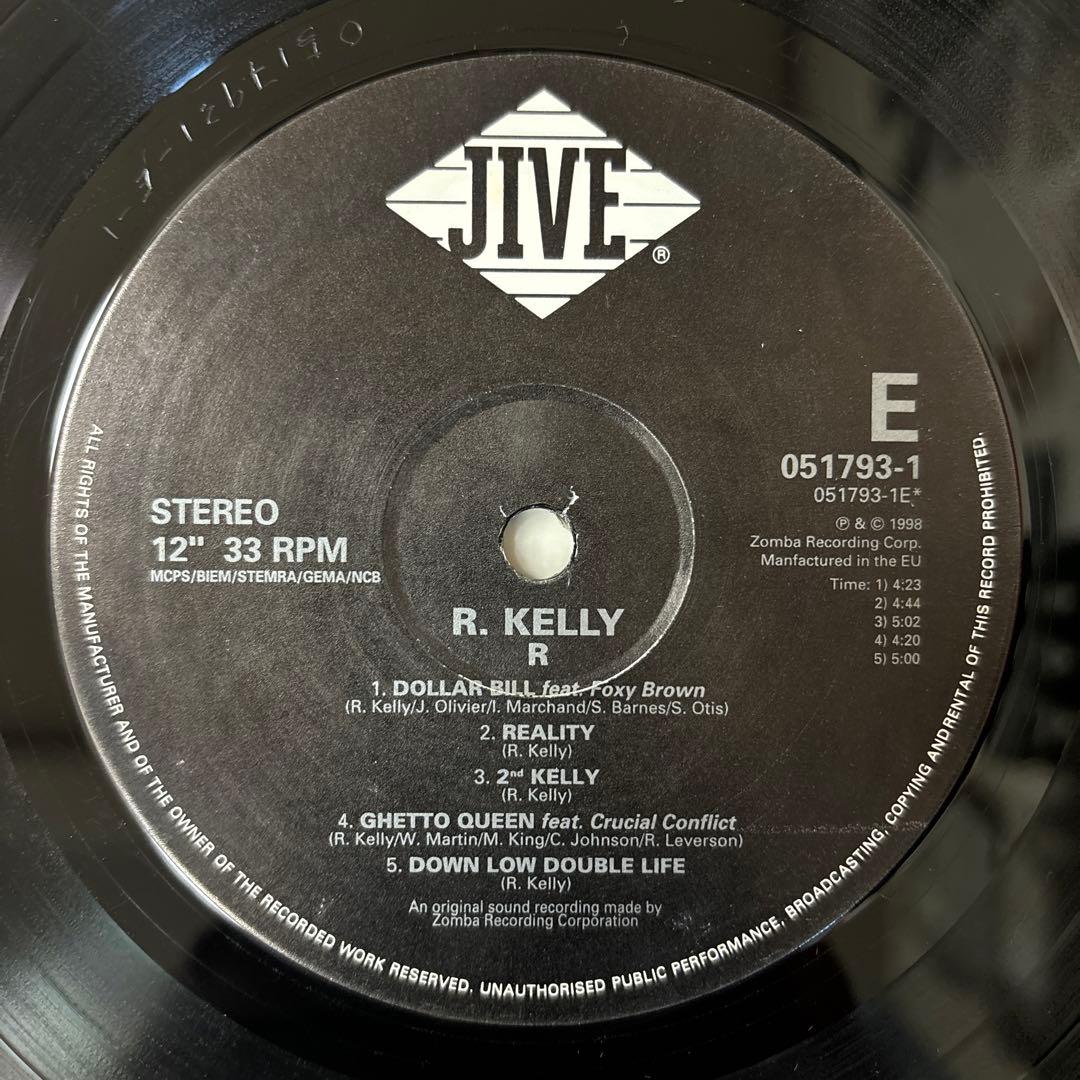 JIVE
®
E
051793-1
051793-1E*
℗ & © 1998
Zomba Recording Corp.
Manfactured in the EU
Time: 1) 4:23
2) 4:44
3) 5:02
4) 4:20
5) 5:00
STEREO
12" 33 RPM
MCPS/BIEM/STEMRA/GEMA/NCB
R. KELLY
R
1. DOLLAR BILL feat. Foxy Brown
(R. Kelly/J. Olivier/I. Marchand/S. Barnes/S. Otis)
2. REALITY
(R. Kelly)
3. 2nd KELLY
(R. Kelly)
4. GHETTO QUEEN feat. Crucial Conflict
(R. Kelly/W. Martin/M. King/C. Johnson/R. Leverson)
5. DOWN LOW DOUBLE LIFE
(R. Kelly)
An original sound recording made by
Zomba Recording Corporation
ALL RIGHTS OF THE MANUFACTURER AND OF THE OWNER OF THE RECORDED WORK RESERVED. UNAUTHORISED PUBLIC PERFORMANCE, BROADCASTING, COPYING ANDRENTAL OF THIS RECORD PROHIBITED.